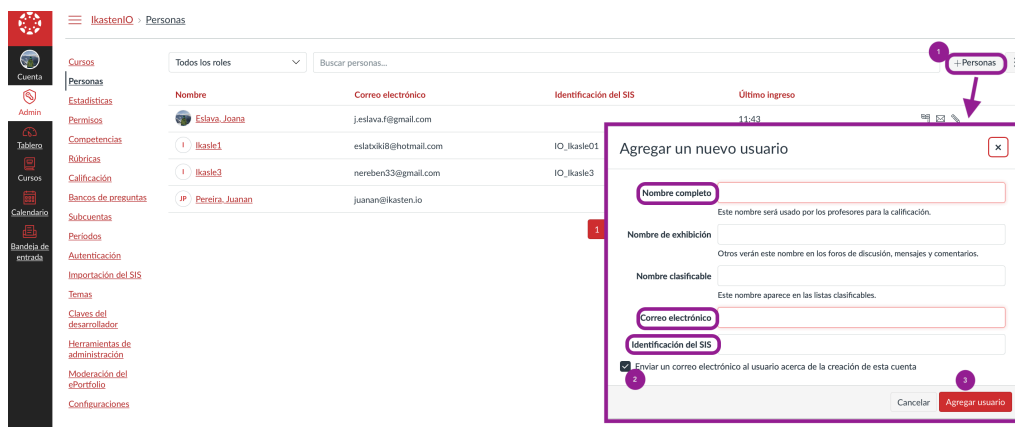 IkastenIO > Personas
Cuenta
Admin
Tablero
Cursos
Calendario
Bandeja de
entrada
Cursos
Personas
Estadísticas
Permisos
Competencias
Rúbricas
Calificación
Bancos de preguntas
Subcuentas
Periodos
Autenticación
Importación del SIS
Temas
Claves del
desarrollador
Herramientas de
administración
Moderación del
ePortfolio
Configuraciones
Todos los roles
Buscar personas...
1
+Personas
Nombre Correo electrónico Identificación del SIS Último ingreso
Eslava, Joana j.eslava.f@gmail.com 11:43
I Ikasle1 eslatxiki8@hotmail.com IO_Ikasle01
I Ikasle3 nereben33@gmail.com IO_Ikasle3
JP Pereira, Juanan juanan@ikasten.io
1
Agregar un nuevo usuario
Nombre completo
Este nombre será usado por los profesores para la calificación.
Nombre de exhibición
Otros verán este nombre en los foros de discusión, mensajes y comentarios.
Nombre clasificable
Este nombre aparece en las listas clasificables.
Correo electrónico
Identificación del SIS
Enviar un correo electrónico al usuario acerca de la creación de esta cuenta
2
3
Cancelar
Agregar usuario